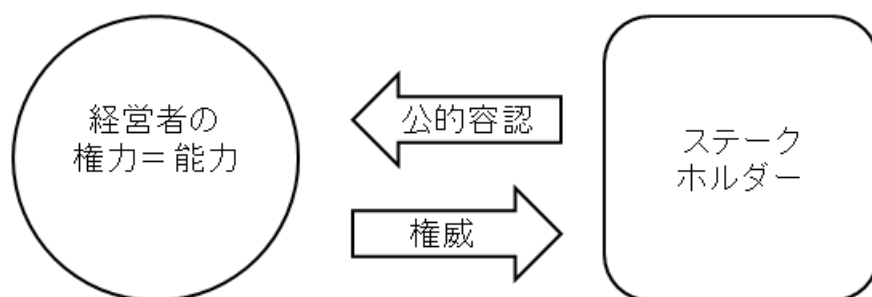 経営者の
権力＝能力
公的容認
権威
ステーク
ホルダー